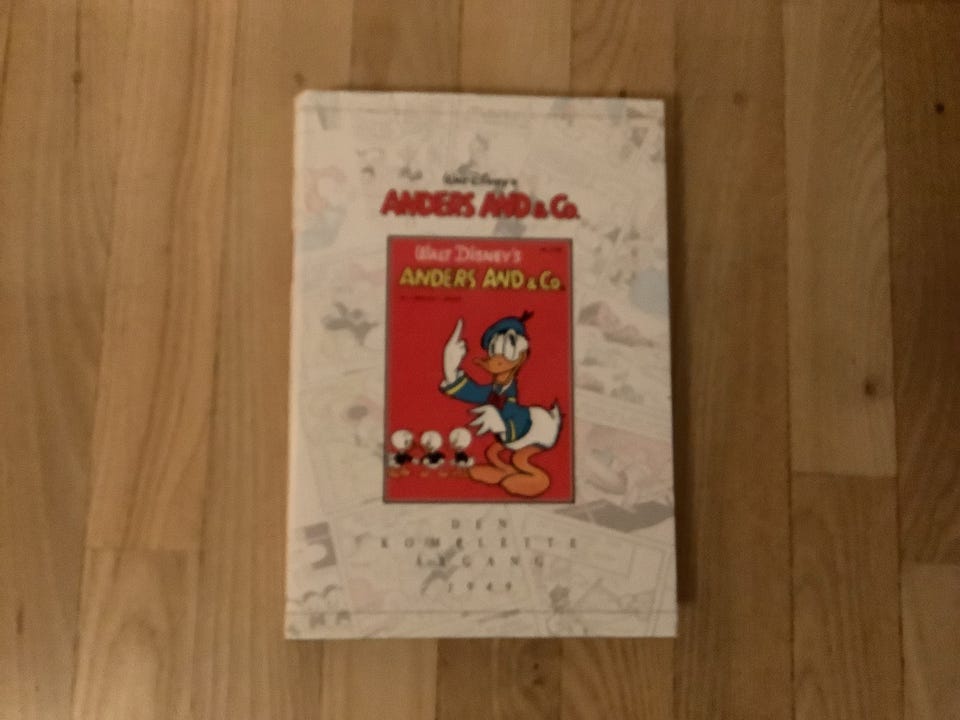 Walt Disney's
ANDERS AND & Co.
WALT DISNEY'S
ANDERS AND & Co.
DEN
KOMPLETTE
ÅRGANG
1949